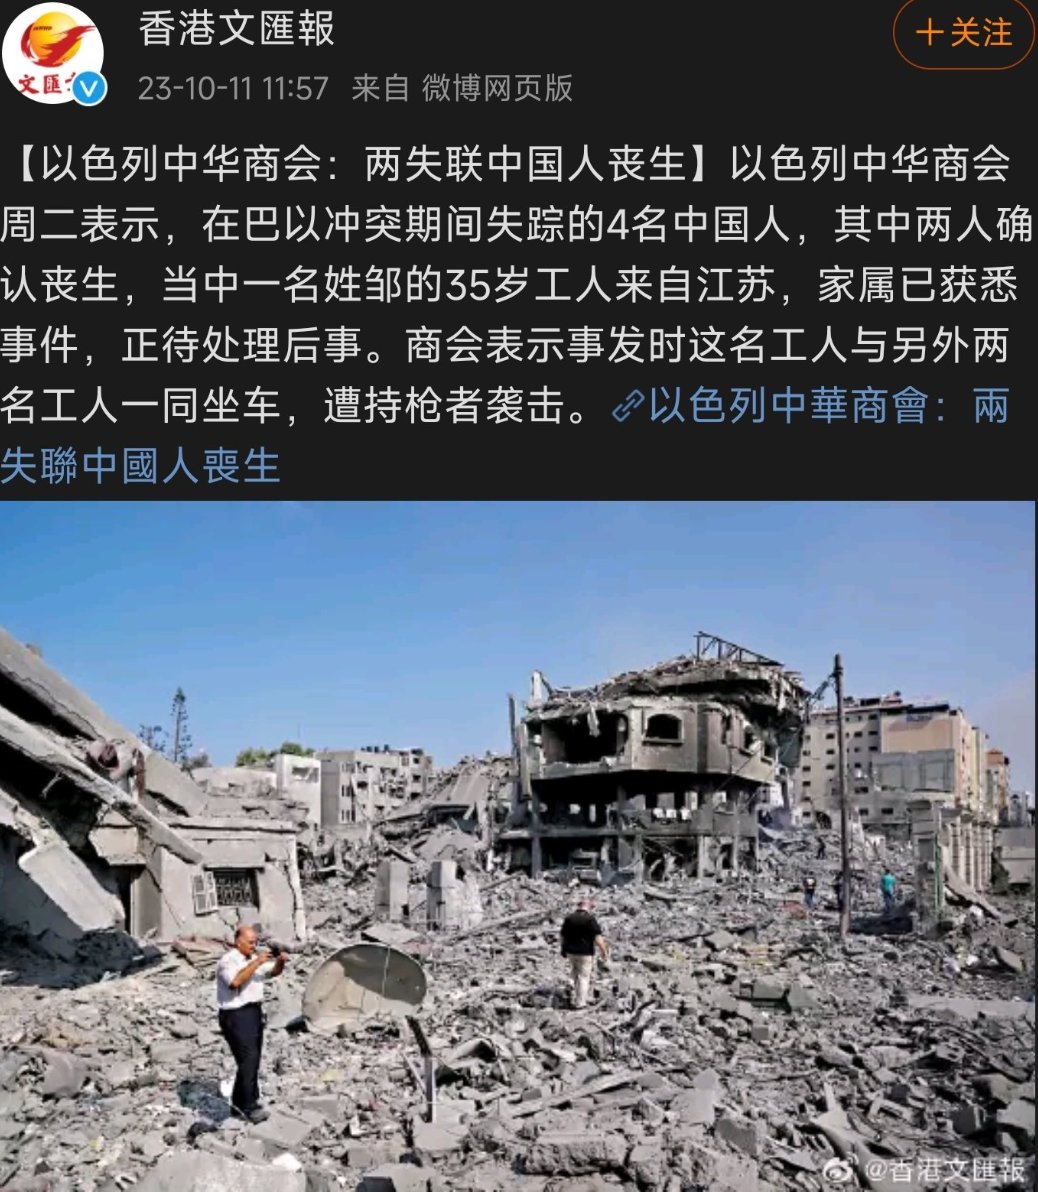 香港文匯報
+关注
23-10-11 11:57 来自 微博网页版
文匯
【以色列中华商会：两失联中国人丧生】以色列中华商会
周二表示，在巴以冲突期间失踪的4名中国人，其中两人确
认丧生，当中一名姓邹的35岁工人来自江苏，家属已获悉
事件，正待处理后事。商会表示事发时这名工人与另外两
名工人一同坐车，遭持枪者袭击。以色列中華商會：兩
失聯中國人喪生
@香港文匯報